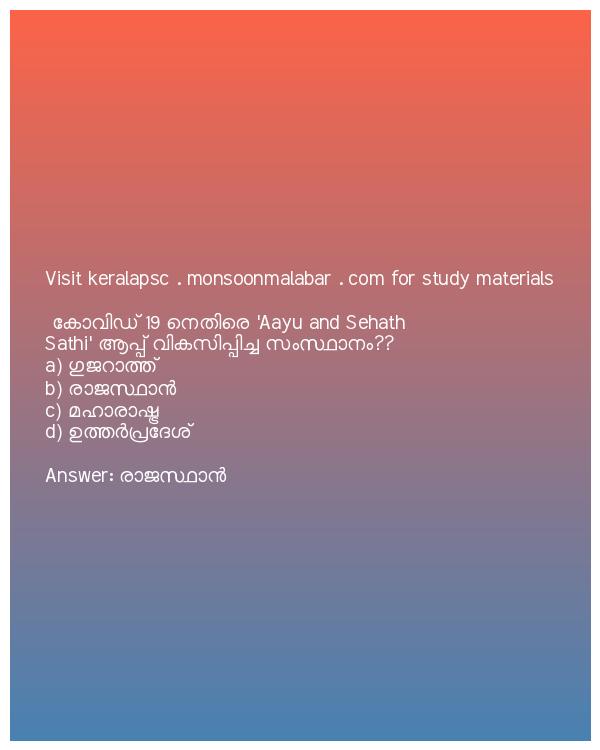 Visit keralapsc . monsoonmalabar . com for study materials
കോവിഡ് 19 നെതിരെ 'Aayu and Sehath
Sathi' ആപ്പ് വികസിപ്പിച്ച സംസ്ഥാനം??
a) ഗുജറാത്ത്
b) രാജസ്ഥാൻ
c) മഹാരാഷ്ട്ര
d) ഉത്തർപ്രദേശ്
Answer: രാജസ്ഥാൻ